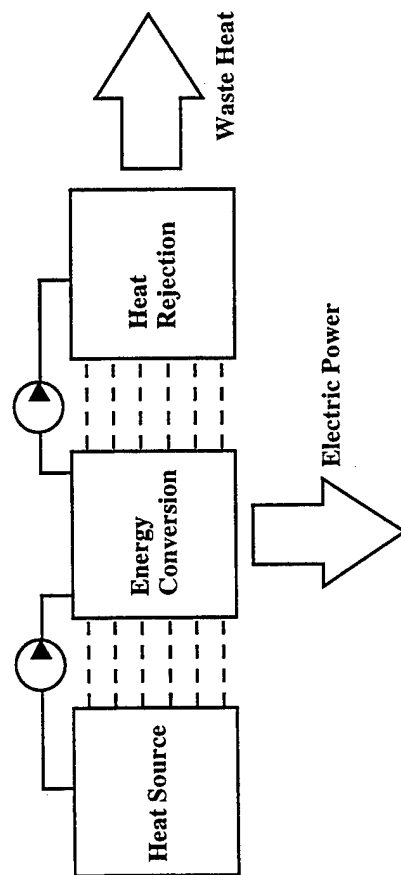 Heat Source
Energy
Conversion
Heat
Rejection
Waste Heat
Electric Power